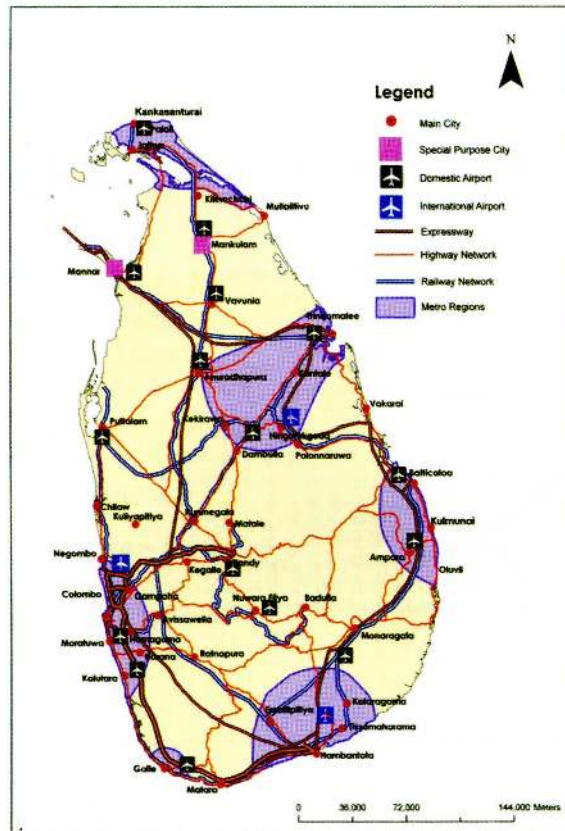 N
Legend
Main City
Special Purpose City
Domestic Airport
International Airport
Expressway
Highway Network
Railway Network
Metro Regions
Kankasanturai
Mullaitivu
Mankulam
Mannar
Vavunia
Trincomalee
Anuradhapura
Kantale
Vakarai
Puttalam
Kekirawa
Polonnaruwa
Dambulla
Batticaloa
Chilaw
Kuliyapitiya
Kurunegala
Matale
Kalmunai
Negombo
Ampara
Oluvil
Kegalle
Kandy
Colombo
Gampaha
Nuwara Eliya
Badulla
Avissawella
Monaragala
Moratuwa
Homagama
Horana
Ratnapura
Kalutara
Kataragama
Embilipitiya
Tissamaharama
Hambantota
Galle
Matara
0 36,000 72,000 144,000 Meters